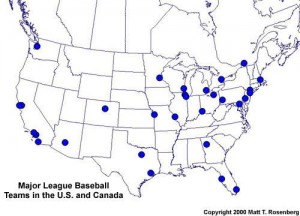 Major League Baseball
Teams in the U.S. and Canada
Copyright 2000 Matt T. Rosenberg